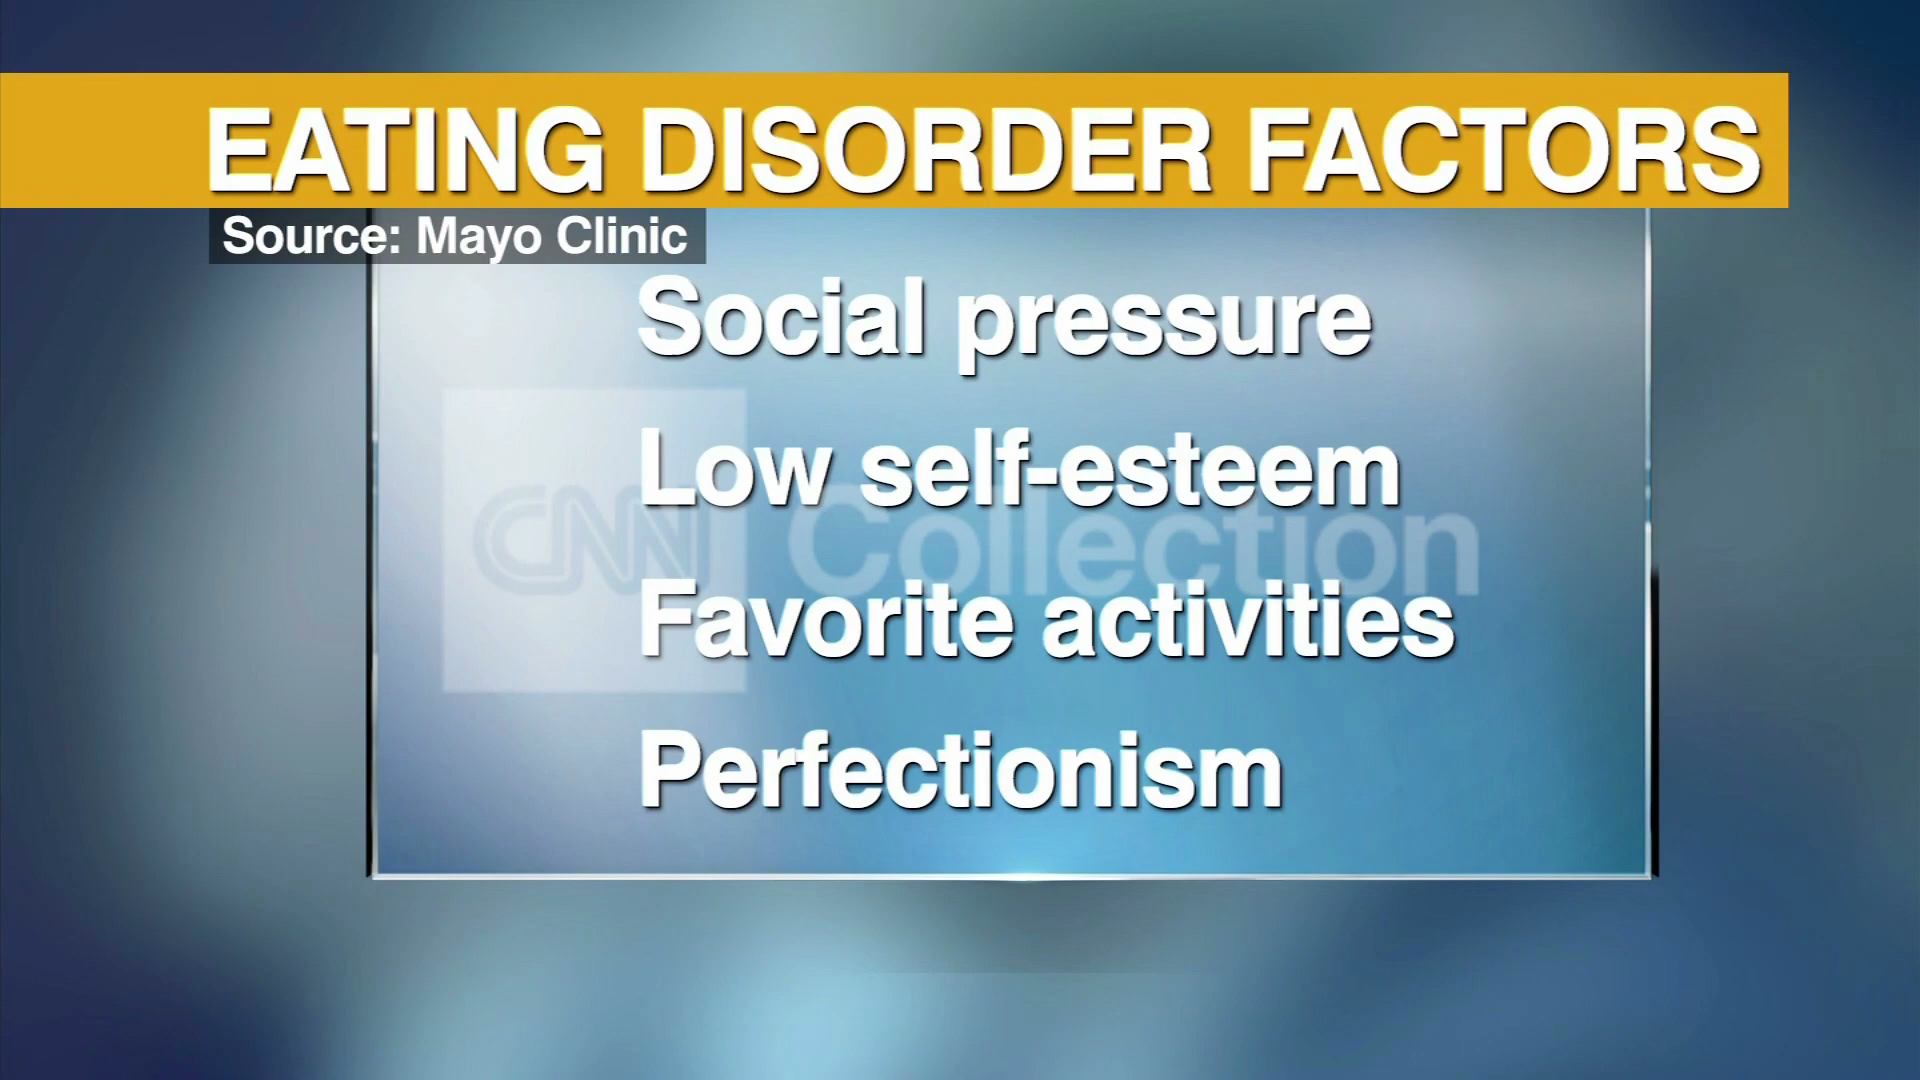 EATING DISORDER FACTORS
Source: Mayo Clinic
Social pressure
Low self-esteem
CNN Collection
Favorite activities
Perfectionism